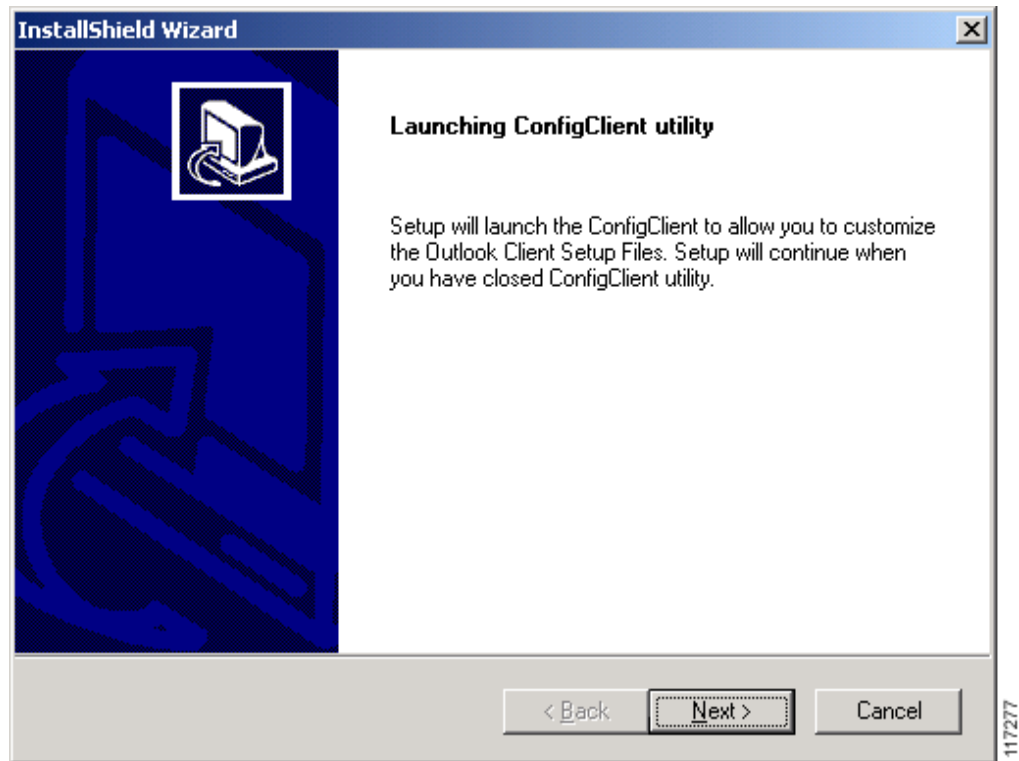 InstallShield Wizard
Launching ConfigClient utility
Setup will launch the ConfigClient to allow you to customize
the Outlook Client Setup Files. Setup will continue when
you have closed ConfigClient utility.
< Back
Next >
Cancel
117277